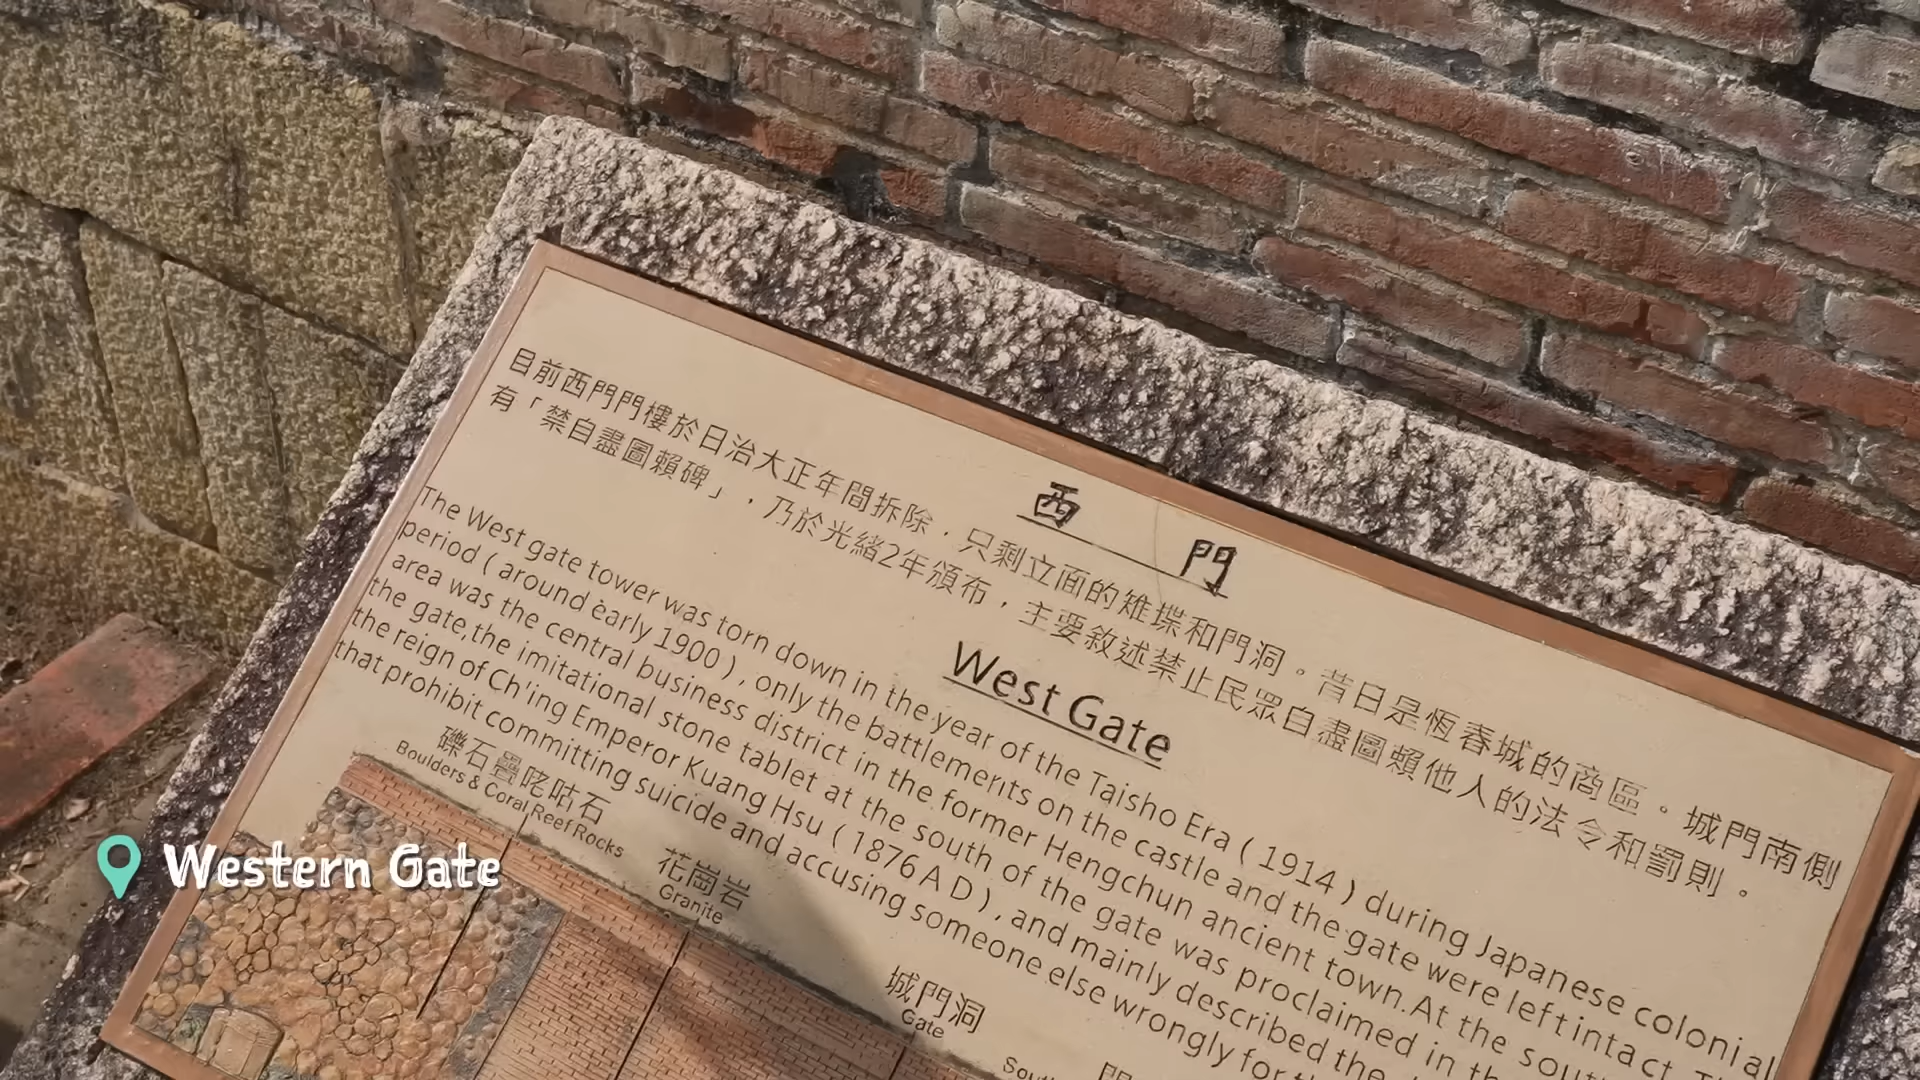 西門
目前西門門樓於日治大正年間拆除，只剩立面的雉堞和門洞。昔日是恆春城的商區。城門南側
有「禁自盡圖賴碑」，乃於光緒2年頒布，主要敘述禁止民眾自盡圖賴他人的法令和罰則。
West Gate
The West gate tower was torn down in the year of the Taisho Era ( 1914 ) during Japanese colonial
period ( around early 1900 ), only the battlements on the castle and the gate were left intact. The
area was the central business district in the former Hengchun ancient town. At the south
the gate, the imitational stone tablet at the south of the gate was proclaimed in the
the reign of Ch'ing Emperor Kuang Hsu ( 1876 A D ), and mainly described the
that prohibit committing suicide and accusing someone else wrongly for
礫石疊咾咕石
Boulders & Coral Reef Rocks
花崗岩
Granite
城門洞
Gate
門
Western Gate